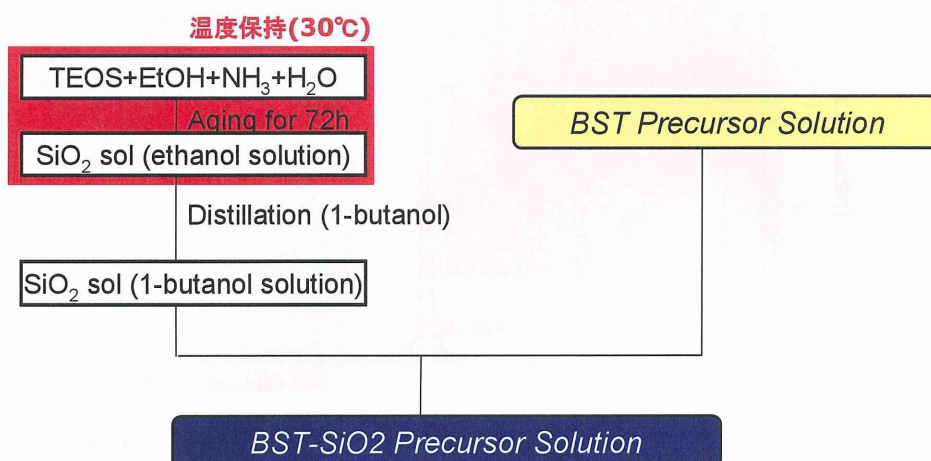 温度保持(30℃)
TEOS+EtOH+NH₃+H₂O
Aging for 72h
SiO₂ sol (ethanol solution)
BST Precursor Solution
Distillation (1-butanol)
SiO₂ sol (1-butanol solution)
BST-SiO2 Precursor Solution